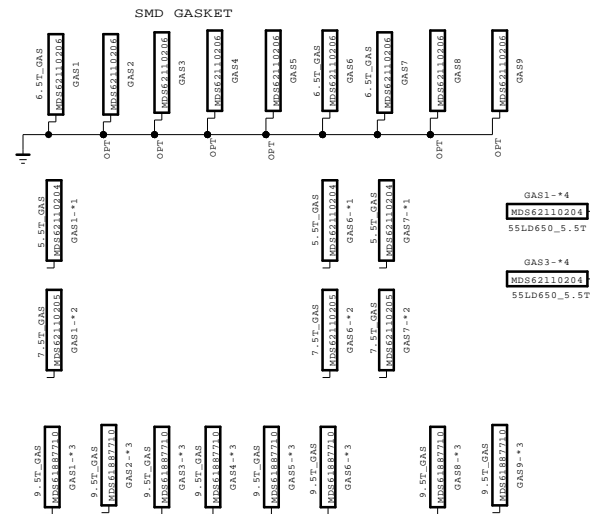 SMD GASKET
6.5T_GAS
MDS62110206
GAS1
MDS62110206
GAS2
MDS62110206
GAS3
MDS62110206
GAS4
MDS62110206
GAS5
6.5T_GAS
MDS62110206
GAS6
6.5T_GAS
MDS62110206
GAS7
MDS62110206
GAS8
MDS62110206
GAS9
OPT
OPT
OPT
OPT
OPT
OPT
5.5T_GAS
MDS62110204
GAS1-*1
5.5T_GAS
MDS62110204
GAS6-*1
5.5T_GAS
MDS62110204
GAS7-*1
GAS1-*4
MDS62110204
55LD650_5.5T
GAS3-*4
MDS62110204
55LD650_5.5T
7.5T_GAS
MDS62110205
GAS1-*2
7.5T_GAS
MDS62110205
GAS6-*2
7.5T_GAS
MDS62110205
GAS7-*2
9.5T_GAS
MDS61887710
GAS1-*3
9.5T_GAS
MDS61887710
GAS2-*3
9.5T_GAS
MDS61887710
GAS3-*3
9.5T_GAS
MDS61887710
GAS4-*3
9.5T_GAS
MDS61887710
GAS5-*3
9.5T_GAS
MDS61887710
GAS6-*3
9.5T_GAS
MDS61887710
GAS8-*3
9.5T_GAS
MDS61887710
GAS9-*3